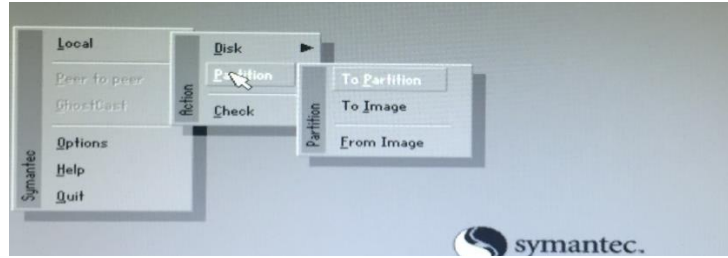 Local
Peer to peer
GhostCast
Options
Help
Quit
Symantec
Disk
Partition
Check
Action
To Partition
To Image
From Image
Partition
symantec.